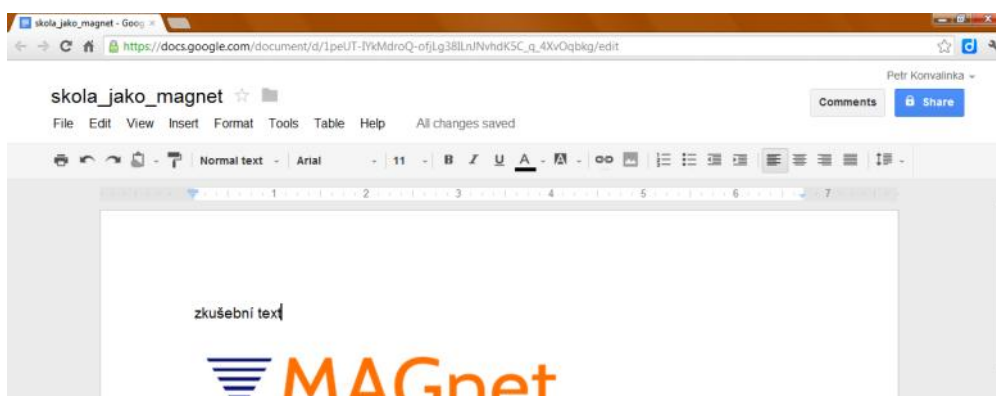 skola_jako_magnet - Goog
https://docs.google.com/document/d/1peUT-IYkMdroQ-ofjLg38ILnJNvhdK5C_q_4XvOqbkg/edit
Petr Konvalinka
skola_jako_magnet
Comments
Share
File Edit View Insert Format Tools Table Help All changes saved
Normal text Arial 11 B I U A A
1 2 3 4 5 6 7
zkušební text
MAGnet